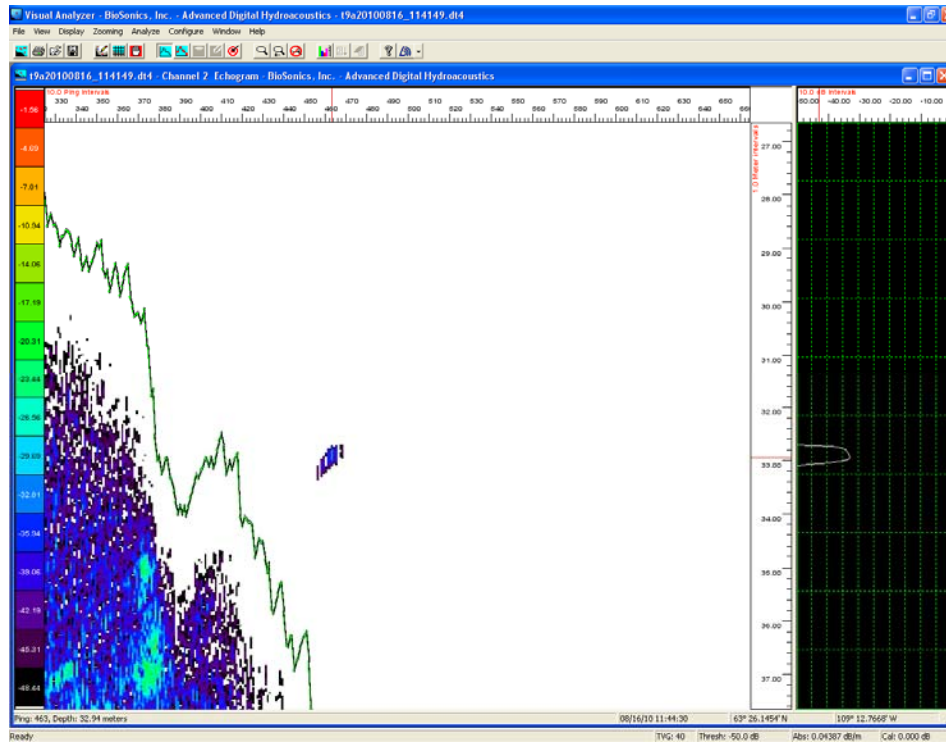 Visual Analyzer - BioSonics, Inc. - Advanced Digital Hydroacoustics - t9a20100816_114149.dt4
File View Display Zooming Analyze Configure Window Help
t9a20100816_114149.dt4 - Channel 2 Echogram - BioSonics, Inc. - Advanced Digital Hydroacoustics
10.0 Ping Intervals
330 350 370 390 410 430 450 470 490 510 530 550 570 590 610 630 650
340 360 380 400 420 440 460 480 500 520 540 560 580 600 620 640 66
10.0 dB Intervals
60.00 -40.00 -30.00 -20.00 -10.00
1.0 Meter Intervals
-1.56
-7.81
-10.94
-14.06
-17.19
-20.31
-23.44
-26.56
-29.69
-32.81
-35.94
-39.06
-42.19
-45.31
-48.44
27.00
28.00
29.00
30.00
31.00
32.00
33.00
34.00
35.00
36.00
37.00
Ping: 463, Depth: 32.94 meters 08/16/10 11:44:30 63° 26.1454' N 109° 12.7668' W
Ready TVG: 40 Thresh: -50.0 dB Abs: 0.04387 dB/m Cal: 0.000 dB